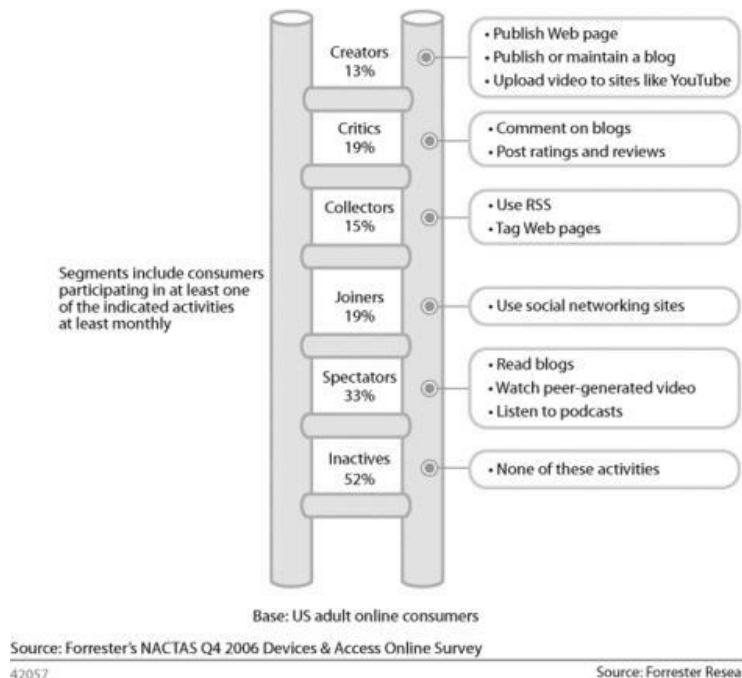 Creators
13%
• Publish Web page
• Publish or maintain a blog
• Upload video to sites like YouTube
Critics
19%
• Comment on blogs
• Post ratings and reviews
Collectors
15%
• Use RSS
• Tag Web pages
Segments include consumers
participating in at least one
of the indicated activities
at least monthly
Joiners
19%
• Use social networking sites
Spectators
33%
• Read blogs
• Watch peer-generated video
• Listen to podcasts
Inactives
52%
• None of these activities
Base: US adult online consumers
Source: Forrester's NACTAS Q4 2006 Devices & Access Online Survey
42057
Source: Forrester Resea